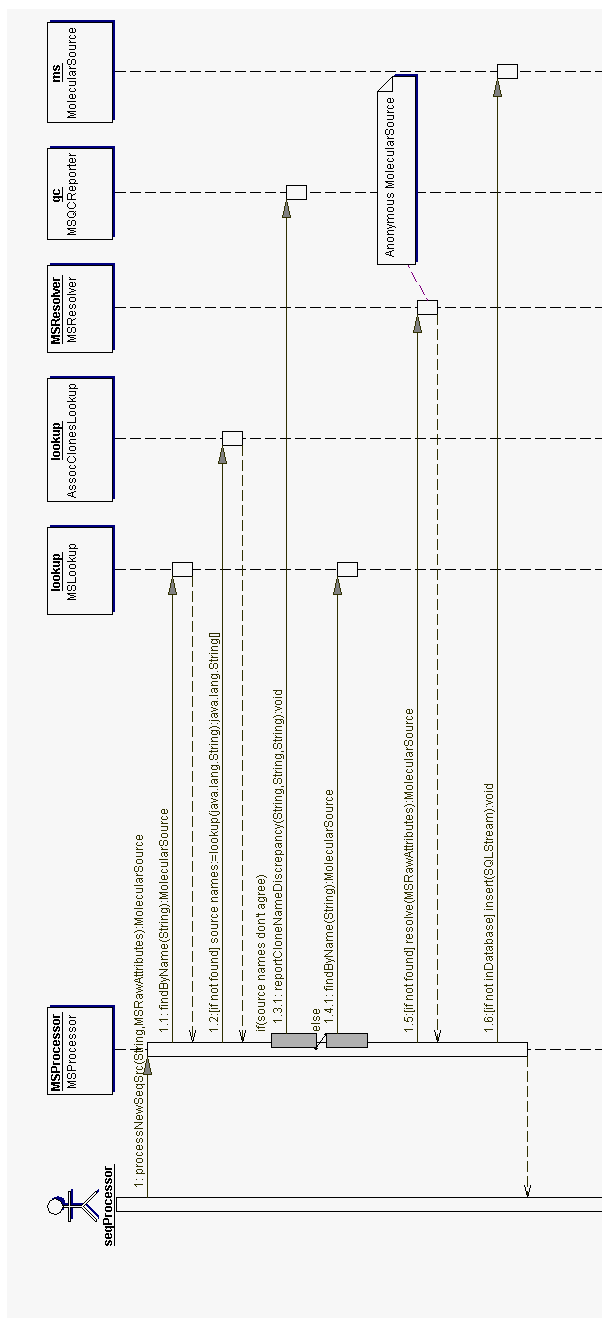 seqProcessor
MSProcessor
MSProcessor
lookup
MSLookup
lookup
AssocClonesLookup
MSResolver
MSResolver
qc
MSQCReporter
ms
MolecularSource
1: processNewSeqSrc(String,MSRawAttributes):MolecularSource
1.1: findByName(String):MolecularSource
1.2:[if not found] source names:=lookup(java.lang.String):java.lang.String[]
if(source names don't agree)
1.3.1: reportCloneNameDiscrepancy(String,String,String):void
else
1.4.1: findByName(String):MolecularSource
Anonymous MolecularSource
1.5:[if not found] resolve(MSRawAttributes):MolecularSource
1.6:[if not inDatabase] insert(SQLStream):void